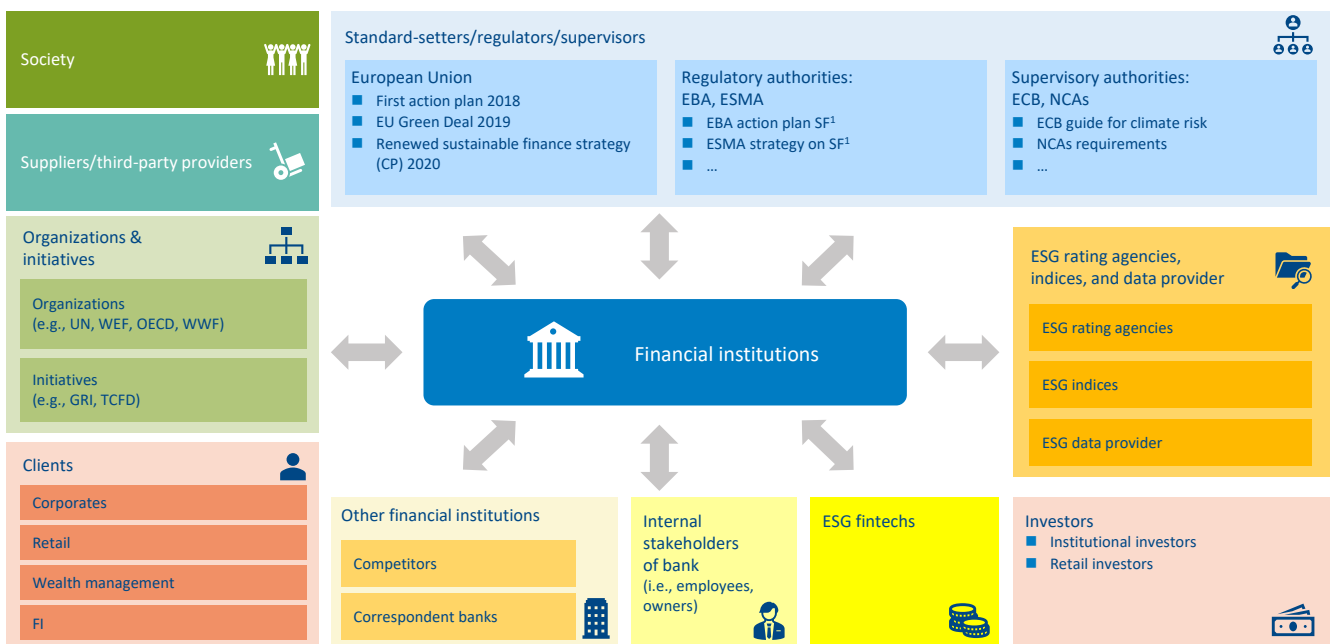 Society
Suppliers/third-party providers
Organizations &
initiatives
Organizations
(e.g., UN, WEF, OECD, WWF)
Initiatives
(e.g., GRI, TCFD)
Clients
Corporates
Retail
Wealth management
FI
Standard-setters/regulators/supervisors
European Union
■ First action plan 2018
■ EU Green Deal 2019
■ Renewed sustainable finance strategy
(CP) 2020
Regulatory authorities:
EBA, ESMA
■ EBA action plan SF¹
■ ESMA strategy on SF¹
■ …
Supervisory authorities:
ECB, NCAs
■ ECB guide for climate risk
■ NCAs requirements
■ …
Financial institutions
ESG rating agencies,
indices, and data provider
ESG rating agencies
ESG indices
ESG data provider
Other financial institutions
Competitors
Correspondent banks
Internal
stakeholders
of bank
(i.e., employees,
owners)
ESG fintechs
Investors
■ Institutional investors
■ Retail investors